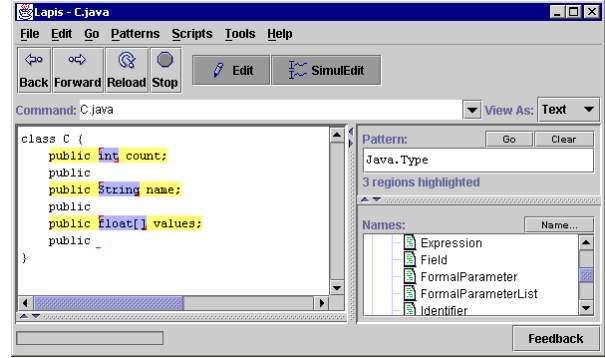 Lapis - C.java
File Edit Go Patterns Scripts Tools Help
Back Forward Reload Stop Edit SimulEdit
Command: C.java View As: Text
class C {
public int count;
public
public String name;
public
public float[] values;
public _
}
Pattern: Go Clear
Java.Type
3 regions highlighted
Names: Name...
Expression
Field
FormalParameter
FormalParameterList
Identifier
Feedback